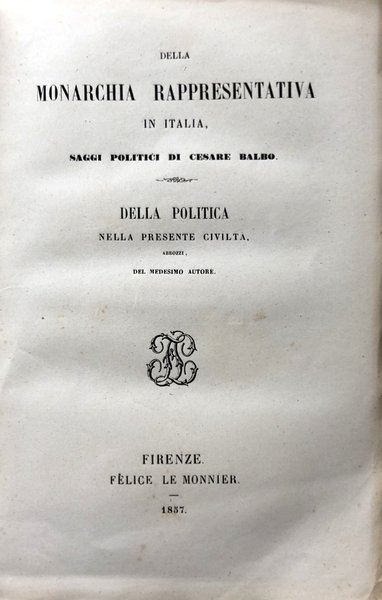 DELLA
MONARCHIA RAPPRESENTATIVA
IN ITALIA,
SAGGI POLITICI DI CESARE BALBO.
DELLA POLITICA
NELLA PRESENTE CIVILTÀ,
ABBOZZI,
DEL MEDESIMO AUTORE.
FIRENZE.
FÈLICE LE MONNIER.
1857.